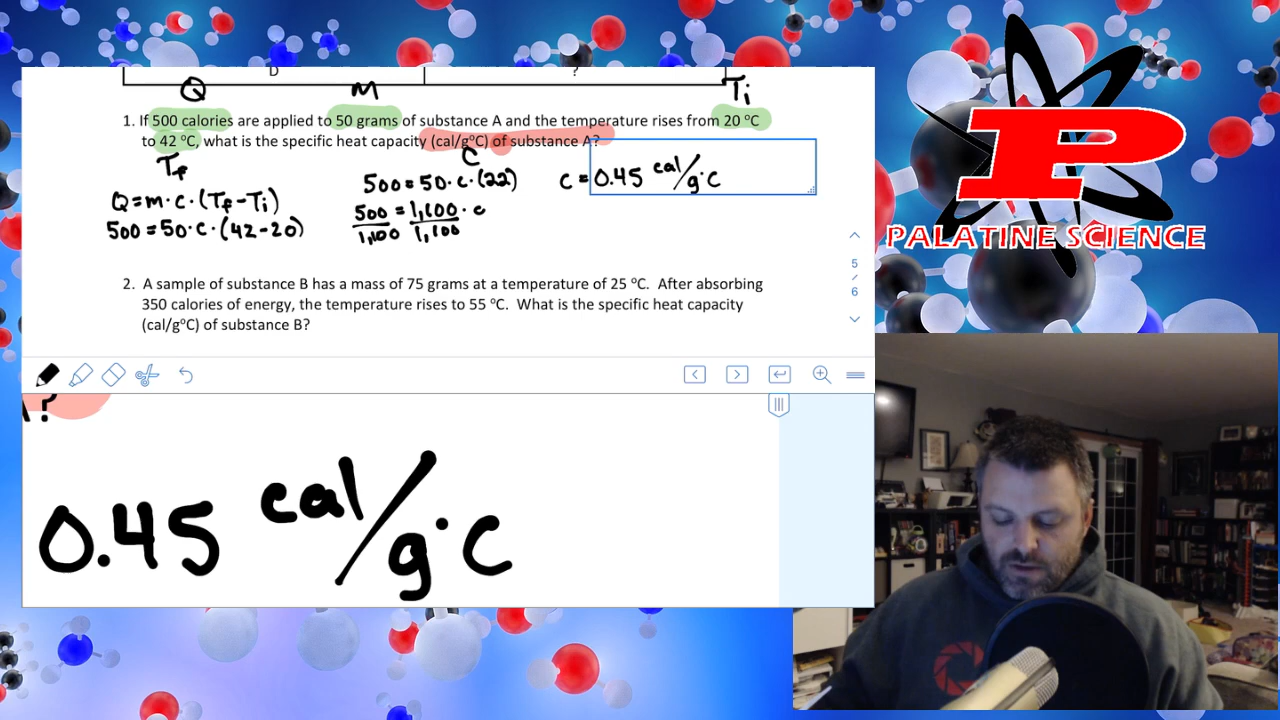 D ?
Q M Ti
1. If 500 calories are applied to 50 grams of substance A and the temperature rises from 20 ºC
to 42 ºC, what is the specific heat capacity (cal/gºC) of substance A?
Tf C
Q=m·c·(Tf-Ti)
500=50·c·(42-20)
500=50·c·(22)
500=1,100·c
1,100 1,100
c=0.45 cal/g·C
2. A sample of substance B has a mass of 75 grams at a temperature of 25 ºC. After absorbing
350 calories of energy, the temperature rises to 55 ºC. What is the specific heat capacity
(cal/gºC) of substance B?
5
/
6
?
0.45 cal/g·C
P
PALATINE SCIENCE